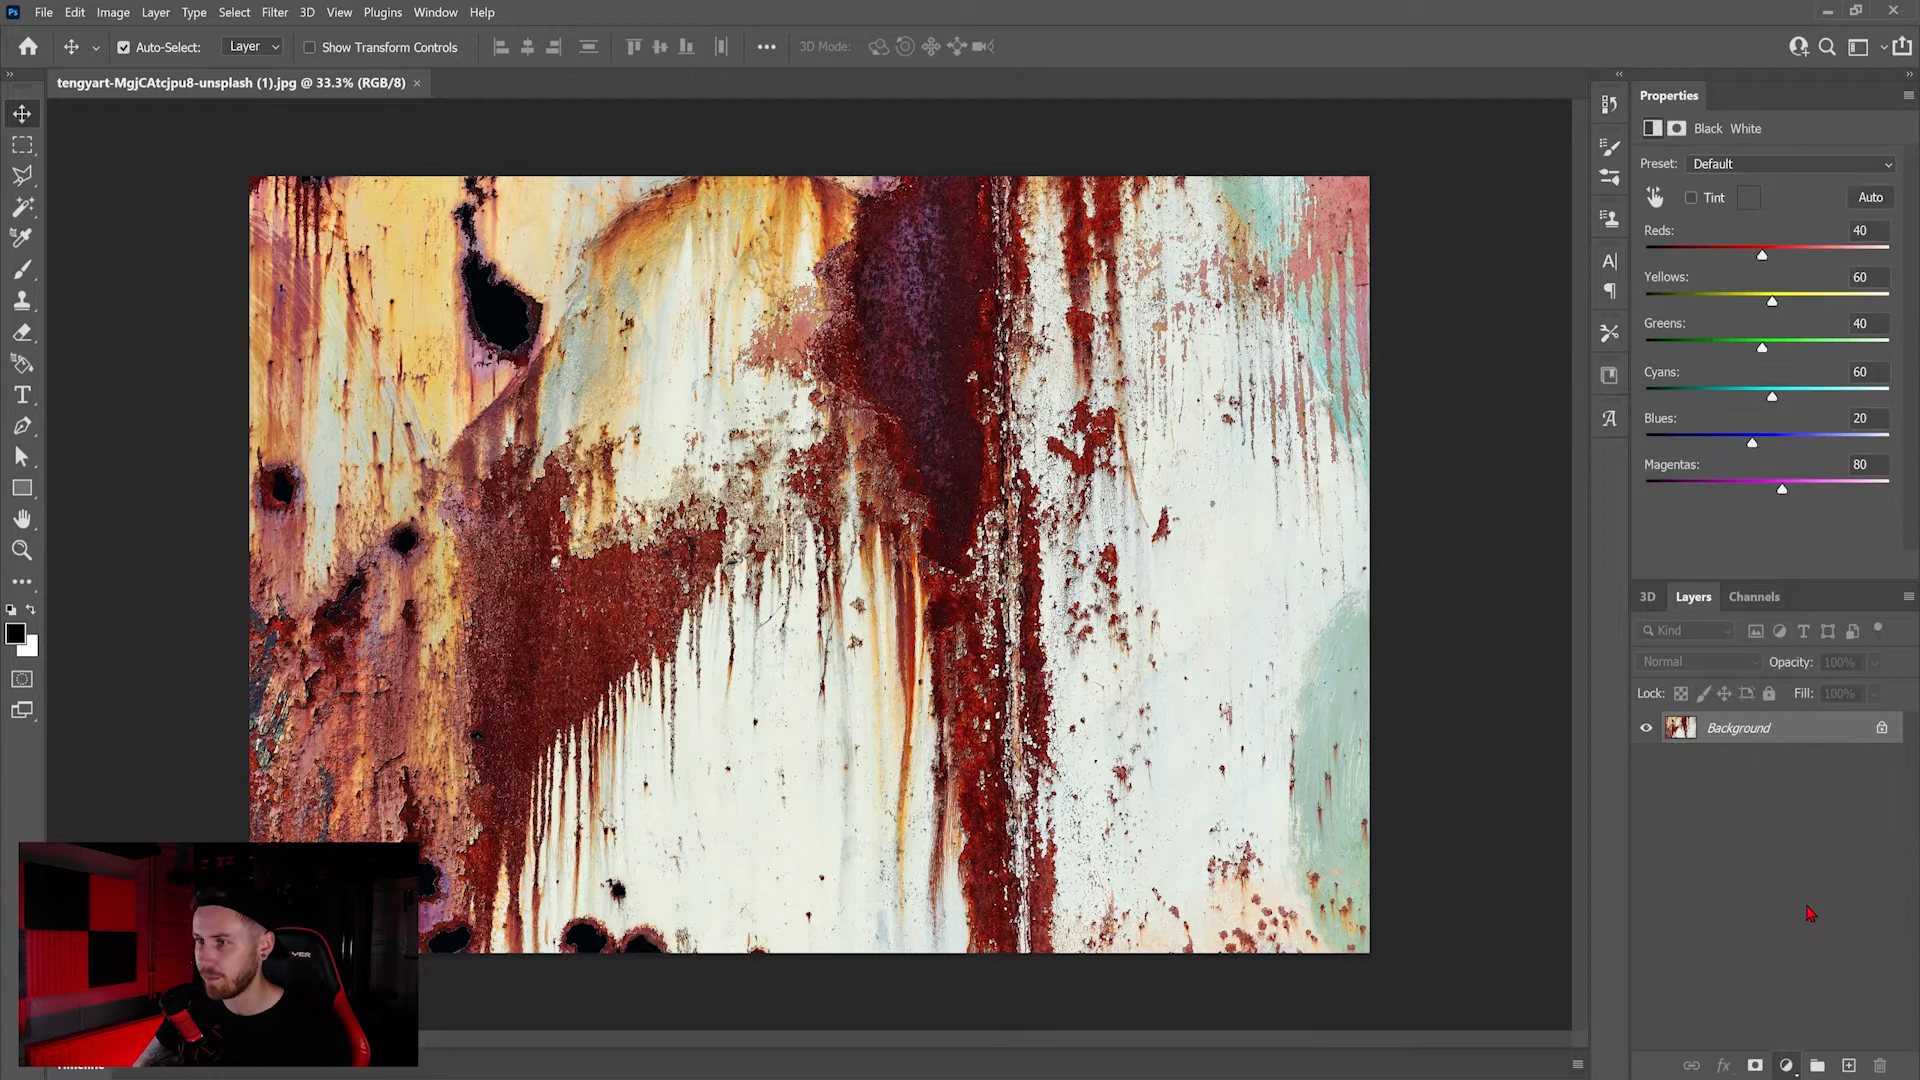 Ps File Edit Image Layer Type Select Filter 3D View Plugins Window Help
Auto-Select: Layer Show Transform Controls 3D Mode:
tengyart-MgjCAtcjpu8-unsplash (1).jpg @ 33.3% (RGB/8) ×
Properties
Black White
Preset: Default
Tint Auto
Reds: 40
Yellows: 60
Greens: 40
Cyans: 60
Blues: 20
Magentas: 80
3D Layers Channels
Kind
Normal Opacity: 100%
Lock: Fill: 100%
Background
fx